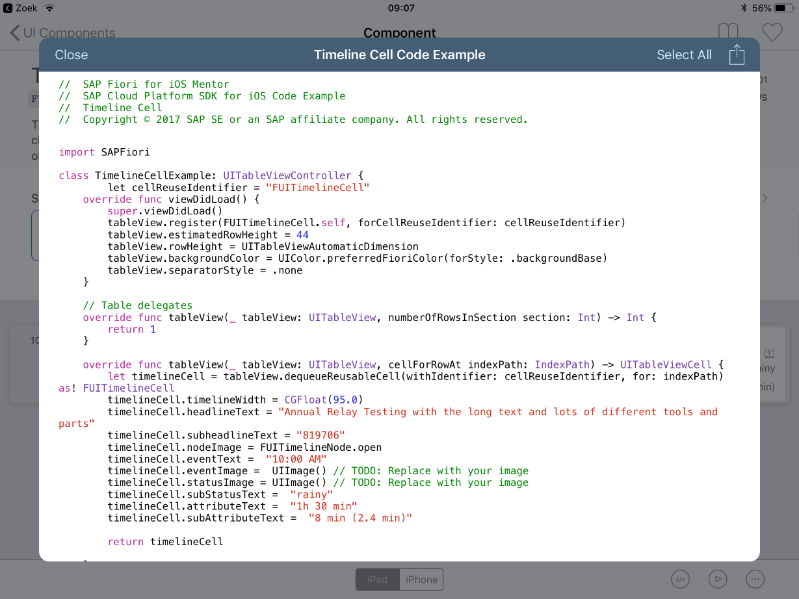 Zoek
09:07
56%
UI Components
Component
Close
Timeline Cell Code Example
Select All
//  SAP Fiori for iOS Mentor
//  SAP Cloud Platform SDK for iOS Code Example
//  Timeline Cell
//  Copyright © 2017 SAP SE or an SAP affiliate company. All rights reserved.
import SAPFiori
class TimelineCellExample: UITableViewController {
let cellReuseIdentifier = "FUITimelineCell"
override func viewDidLoad() {
super.viewDidLoad()
tableView.register(FUITimelineCell.self, forCellReuseIdentifier: cellReuseIdentifier)
tableView.estimatedRowHeight = 44
tableView.rowHeight = UITableViewAutomaticDimension
tableView.backgroundColor = UIColor.preferredFioriColor(forStyle: .backgroundBase)
tableView.separatorStyle = .none
}
// Table delegates
override func tableView(_ tableView: UITableView, numberOfRowsInSection section: Int) -> Int {
return 1
}
override func tableView(_ tableView: UITableView, cellForRowAt indexPath: IndexPath) -> UITableViewCell {
let timelineCell = tableView.dequeueReusableCell(withIdentifier: cellReuseIdentifier, for: indexPath)
as! FUITimelineCell
timelineCell.timelineWidth = CGFloat(95.0)
timelineCell.headlineText = "Annual Relay Testing with the long text and lots of different tools and
parts"
timelineCell.subheadlineText = "819706"
timelineCell.nodeImage = FUITimelineNode.open
timelineCell.eventText =  "10:00 AM"
timelineCell.eventImage =  UIImage() // TODO: Replace with your image
timelineCell.statusImage = UIImage() // TODO: Replace with your image
timelineCell.subStatusText =  "rainy"
timelineCell.attributeText =  "1h 30 min"
timelineCell.subAttributeText =  "8 min (2.4 min)"
return timelineCell
iPad
iPhone